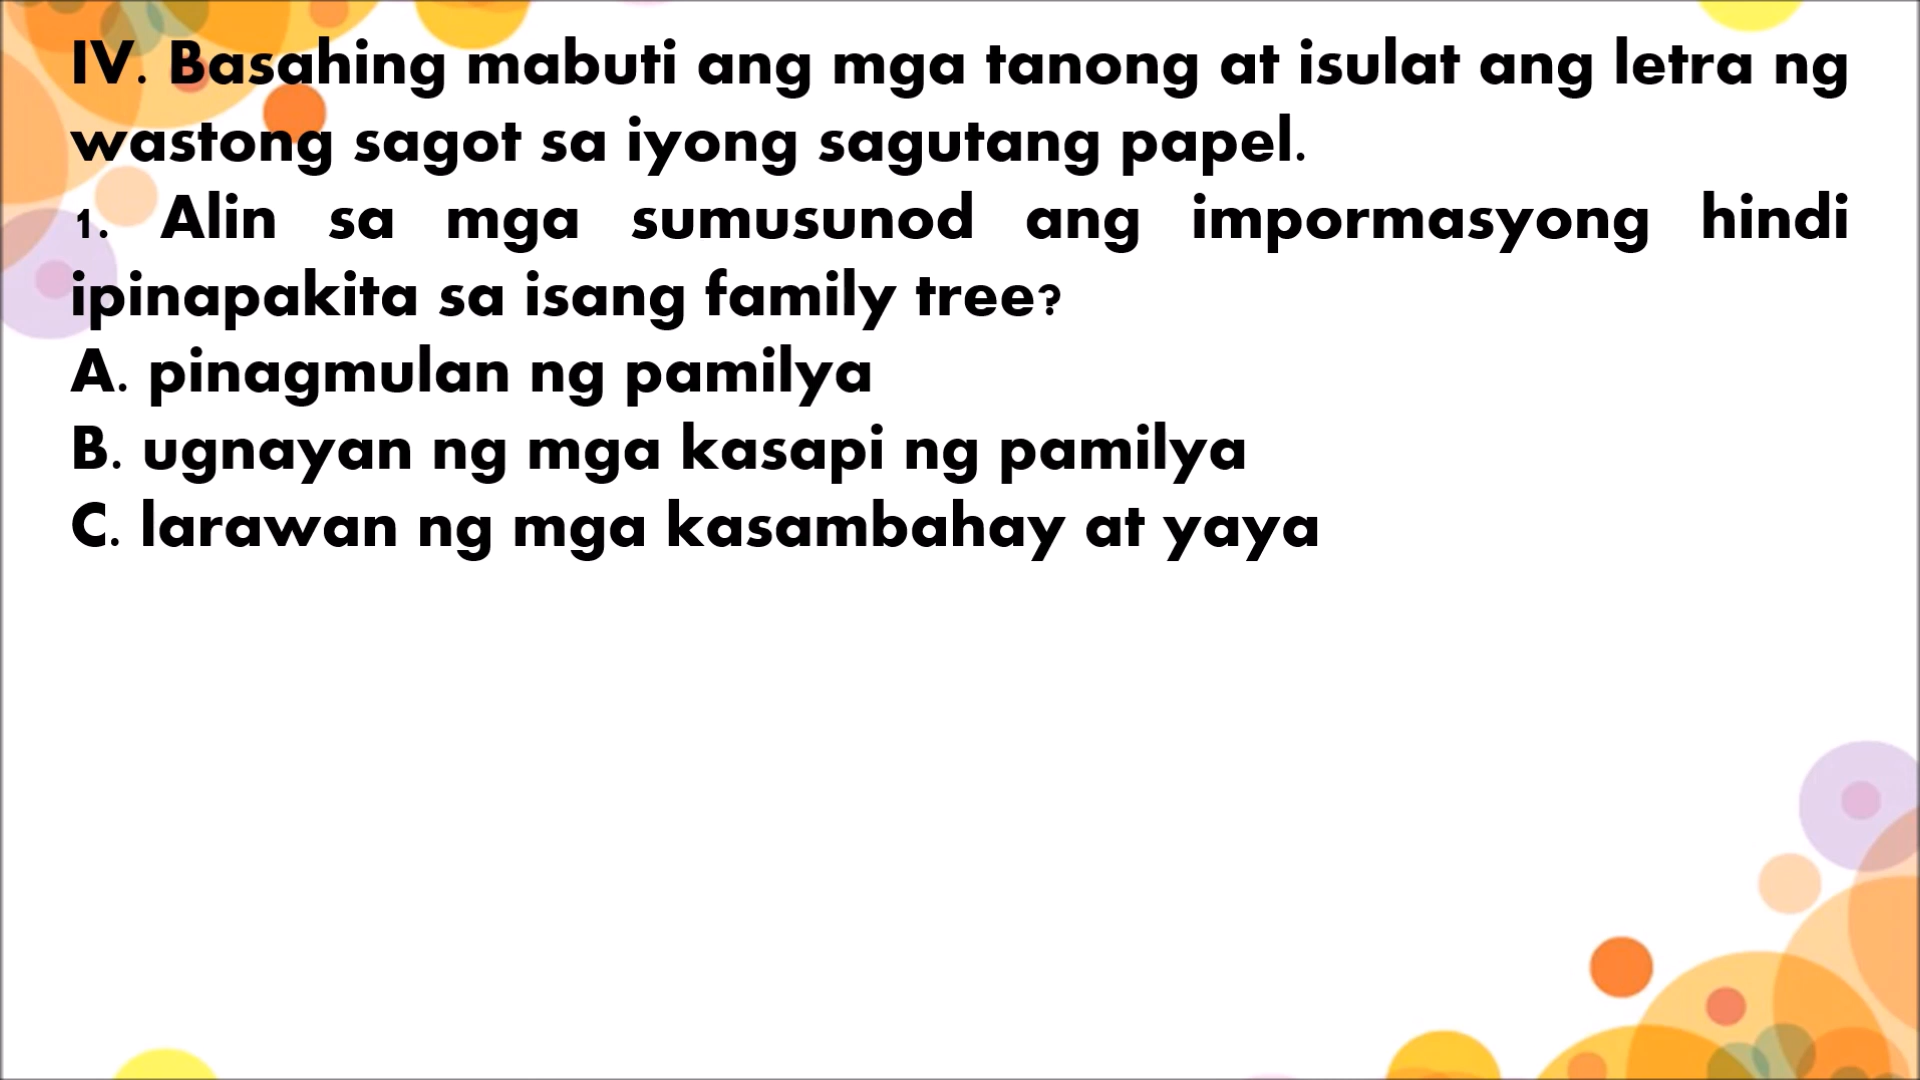 IV. Basahing mabuti ang mga tanong at isulat ang letra ng
wastong sagot sa iyong sagutang papel.
1. Alin sa mga sumusunod ang impormasyong hindi
ipinapakita sa isang family tree?
A. pinagmulan ng pamilya
B. ugnayan ng mga kasapi ng pamilya
C. larawan ng mga kasambahay at yaya